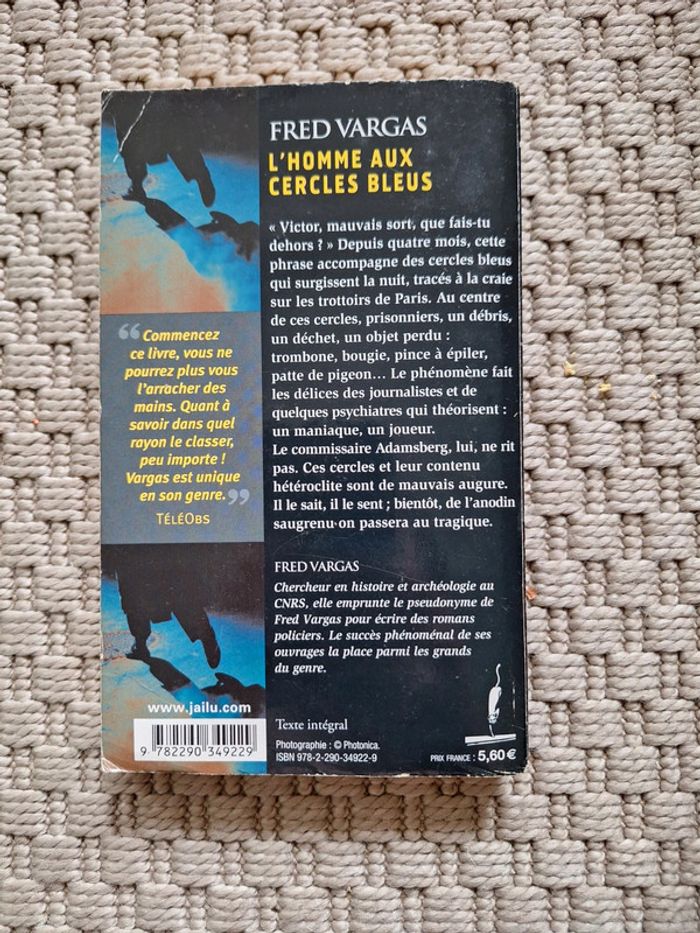 FRED VARGAS
L'HOMME AUX
CERCLES BLEUS
« Victor, mauvais sort, que fais-tu
dehors ? » Depuis quatre mois, cette
phrase accompagne des cercles bleus
qui surgissent la nuit, tracés à la craie
sur les trottoirs de Paris. Au centre
de ces cercles, prisonniers, un débris,
un déchet, un objet perdu :
trombone, bougie, pince à épiler,
patte de pigeon... Le phénomène fait
les délices des journalistes et de
quelques psychiatres qui théorisent :
un maniaque, un joueur.
Le commissaire Adamsberg, lui, ne rit
pas. Ces cercles et leur contenu
hétéroclite sont de mauvais augure.
Il le sait, il le sent ; bientôt, de l'anodin
saugrenu on passera au tragique.
“ Commencez
ce livre, vous ne
pourrez plus vous
l'arracher des
mains. Quant à
savoir dans quel
rayon le classer,
peu importe !
Vargas est unique
en son genre. ”
TÉLÉOBS
FRED VARGAS
Chercheur en histoire et archéologie au
CNRS, elle emprunte le pseudonyme de
Fred Vargas pour écrire des romans
policiers. Le succès phénoménal de ses
ouvrages la place parmi les grands
du genre.
www.jailu.com
9 782290 349229
Texte intégral
Photographie : © Photonica.
ISBN 978-2-290-34922-9
PRIX FRANCE : 5,60 €